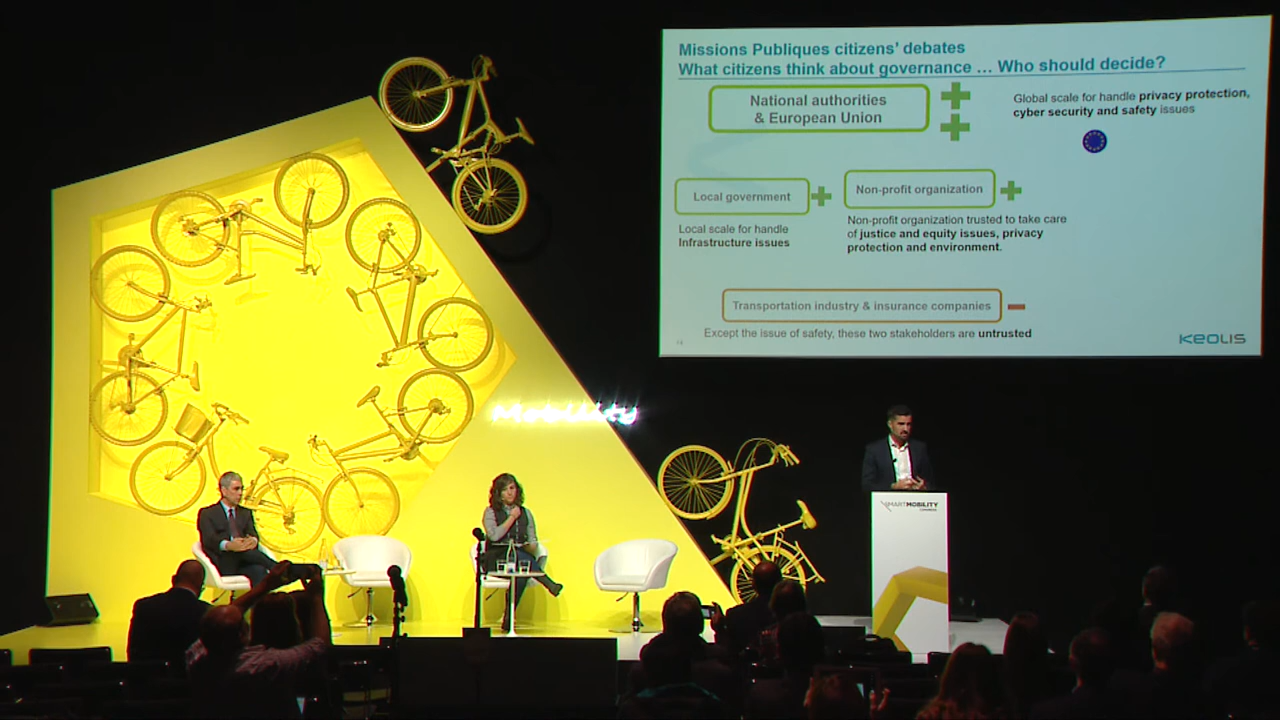 Missions Publiques citizens' debates
What citizens think about governance ... Who should decide?
National authorities
& European Union
Global scale for handle privacy protection,
cyber security and safety issues
Local government
Non-profit organization
Local scale for handle
Infrastructure issues
Non-profit organization trusted to take care
of justice and equity issues, privacy
protection and environment.
Transportation industry & insurance companies
Except the issue of safety, these two stakeholders are untrusted
KEOLIS
Mobility
SMARTMOBILITY
CONGRESS